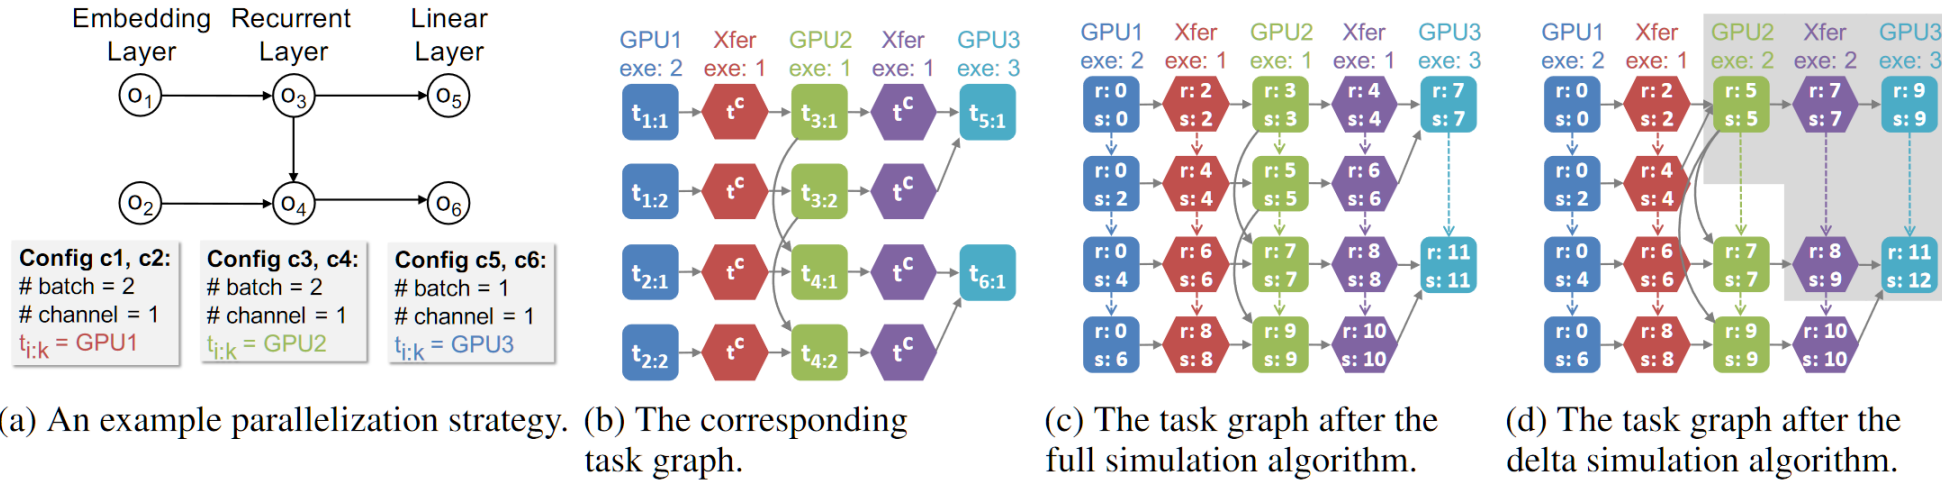 Embedding Layer
Recurrent Layer
Linear Layer
o1
o3
o5
o2
o4
o6
Config c1, c2:
# batch = 2
# channel = 1
ti:k = GPU1
Config c3, c4:
# batch = 2
# channel = 1
ti:k = GPU2
Config c5, c6:
# batch = 1
# channel = 1
ti:k = GPU3
(a) An example parallelization strategy.
GPU1 Xfer GPU2 Xfer GPU3
exe: 2 exe: 1 exe: 1 exe: 1 exe: 3
t1:1 tc t3:1 tc t5:1
t1:2 tc t3:2 tc
t2:1 tc t4:1 tc t6:1
t2:2 tc t4:2 tc
(b) The corresponding
task graph.
GPU1 Xfer GPU2 Xfer GPU3
exe: 2 exe: 1 exe: 1 exe: 1 exe: 3
r: 0 r: 2 r: 3 r: 4 r: 7
s: 0 s: 2 s: 3 s: 4 s: 7
r: 0 r: 4 r: 5 r: 6
s: 2 s: 4 s: 5 s: 6
r: 0 r: 6 r: 7 r: 8 r: 11
s: 4 s: 6 s: 7 s: 8 s: 11
r: 0 r: 8 r: 9 r: 10
s: 6 s: 8 s: 9 s: 10
(c) The task graph after the
full simulation algorithm.
GPU1 Xfer GPU2 Xfer GPU3
exe: 2 exe: 1 exe: 2 exe: 2 exe: 3
r: 0 r: 2 r: 5 r: 7 r: 9
s: 0 s: 2 s: 5 s: 7 s: 9
r: 0 r: 4
s: 2 s: 4
r: 0 r: 6 r: 7 r: 8 r: 11
s: 4 s: 6 s: 7 s: 9 s: 12
r: 0 r: 8 r: 9 r: 10
s: 6 s: 8 s: 9 s: 10
(d) The task graph after the
delta simulation algorithm.